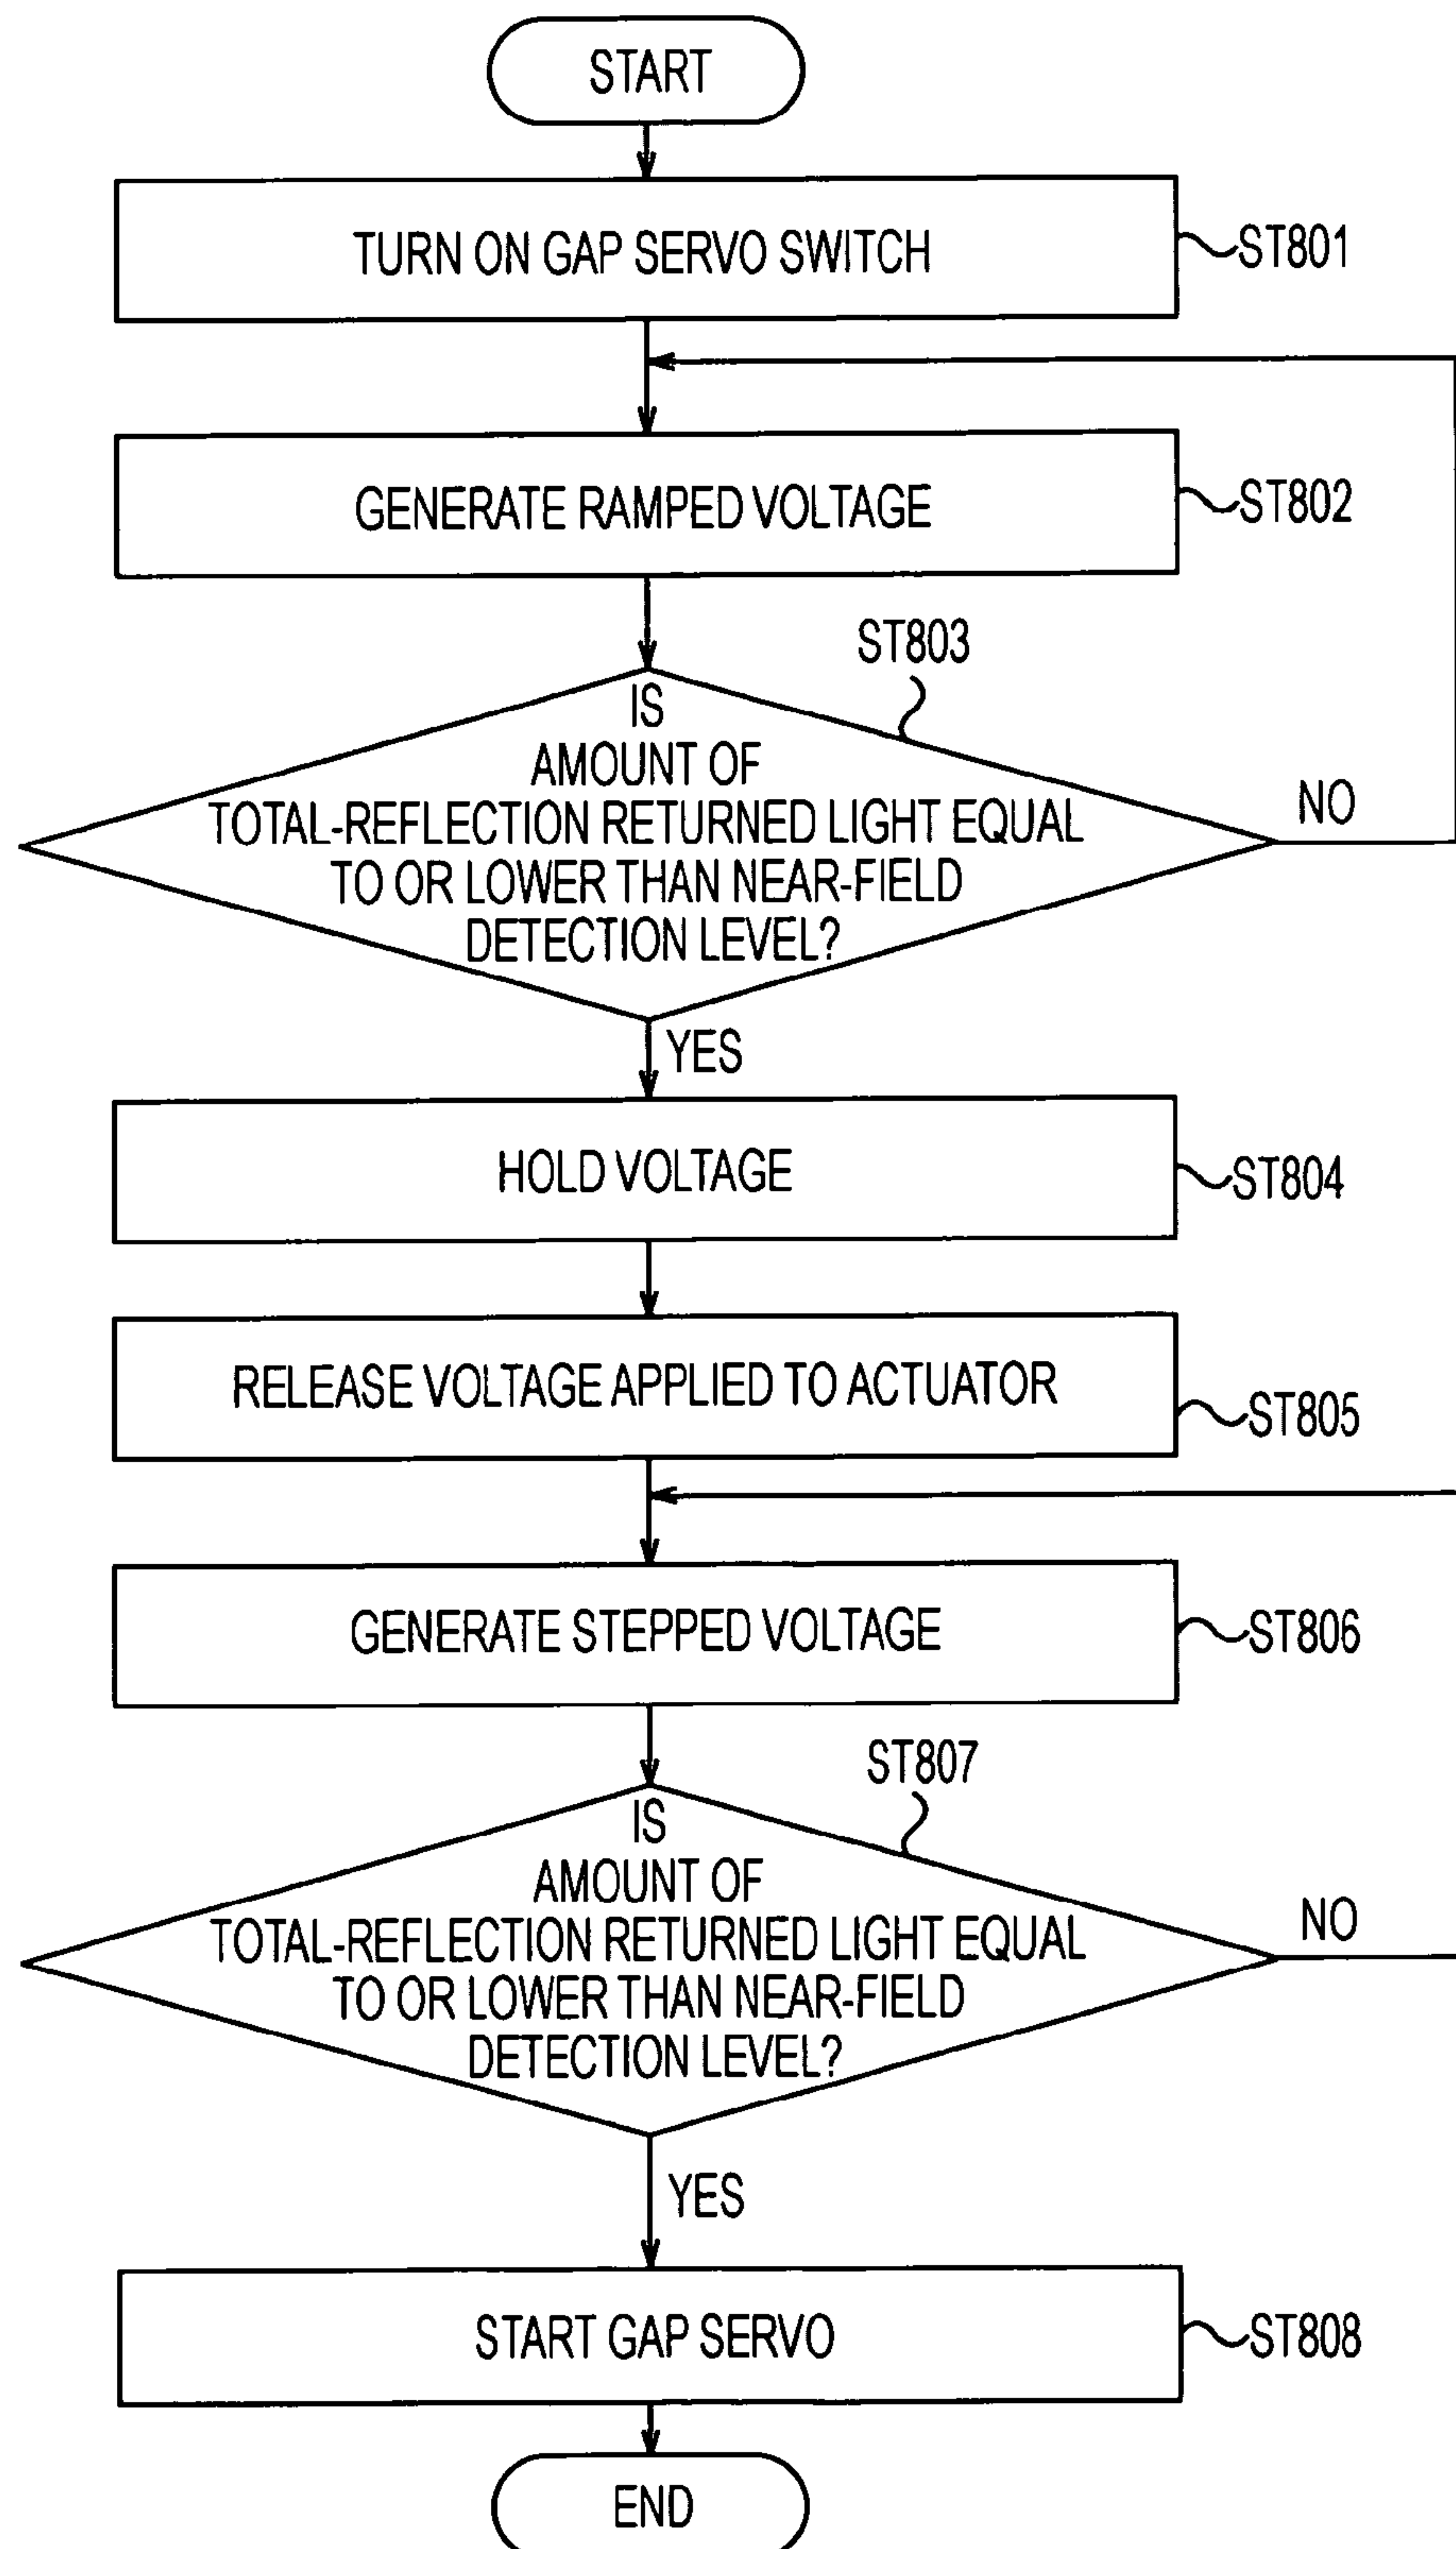 START
TURN ON GAP SERVO SWITCH
ST801
GENERATE RAMPED VOLTAGE
ST802
ST803
IS
AMOUNT OF
TOTAL-REFLECTION RETURNED LIGHT EQUAL
TO OR LOWER THAN NEAR-FIELD
DETECTION LEVEL?
NO
YES
HOLD VOLTAGE
ST804
RELEASE VOLTAGE APPLIED TO ACTUATOR
ST805
GENERATE STEPPED VOLTAGE
ST806
ST807
IS
AMOUNT OF
TOTAL-REFLECTION RETURNED LIGHT EQUAL
TO OR LOWER THAN NEAR-FIELD
DETECTION LEVEL?
NO
YES
START GAP SERVO
ST808
END